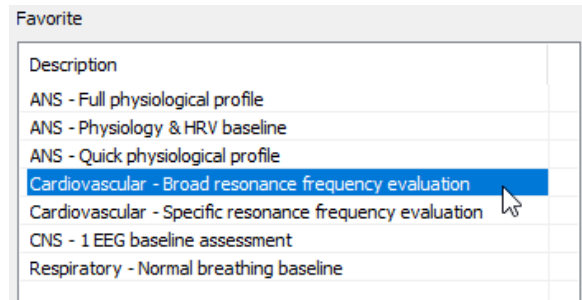 Favorite
Description
ANS - Full physiological profile
ANS - Physiology & HRV baseline
ANS - Quick physiological profile
Cardiovascular - Broad resonance frequency evaluation
Cardiovascular - Specific resonance frequency evaluation
CNS - 1 EEG baseline assessment
Respiratory - Normal breathing baseline